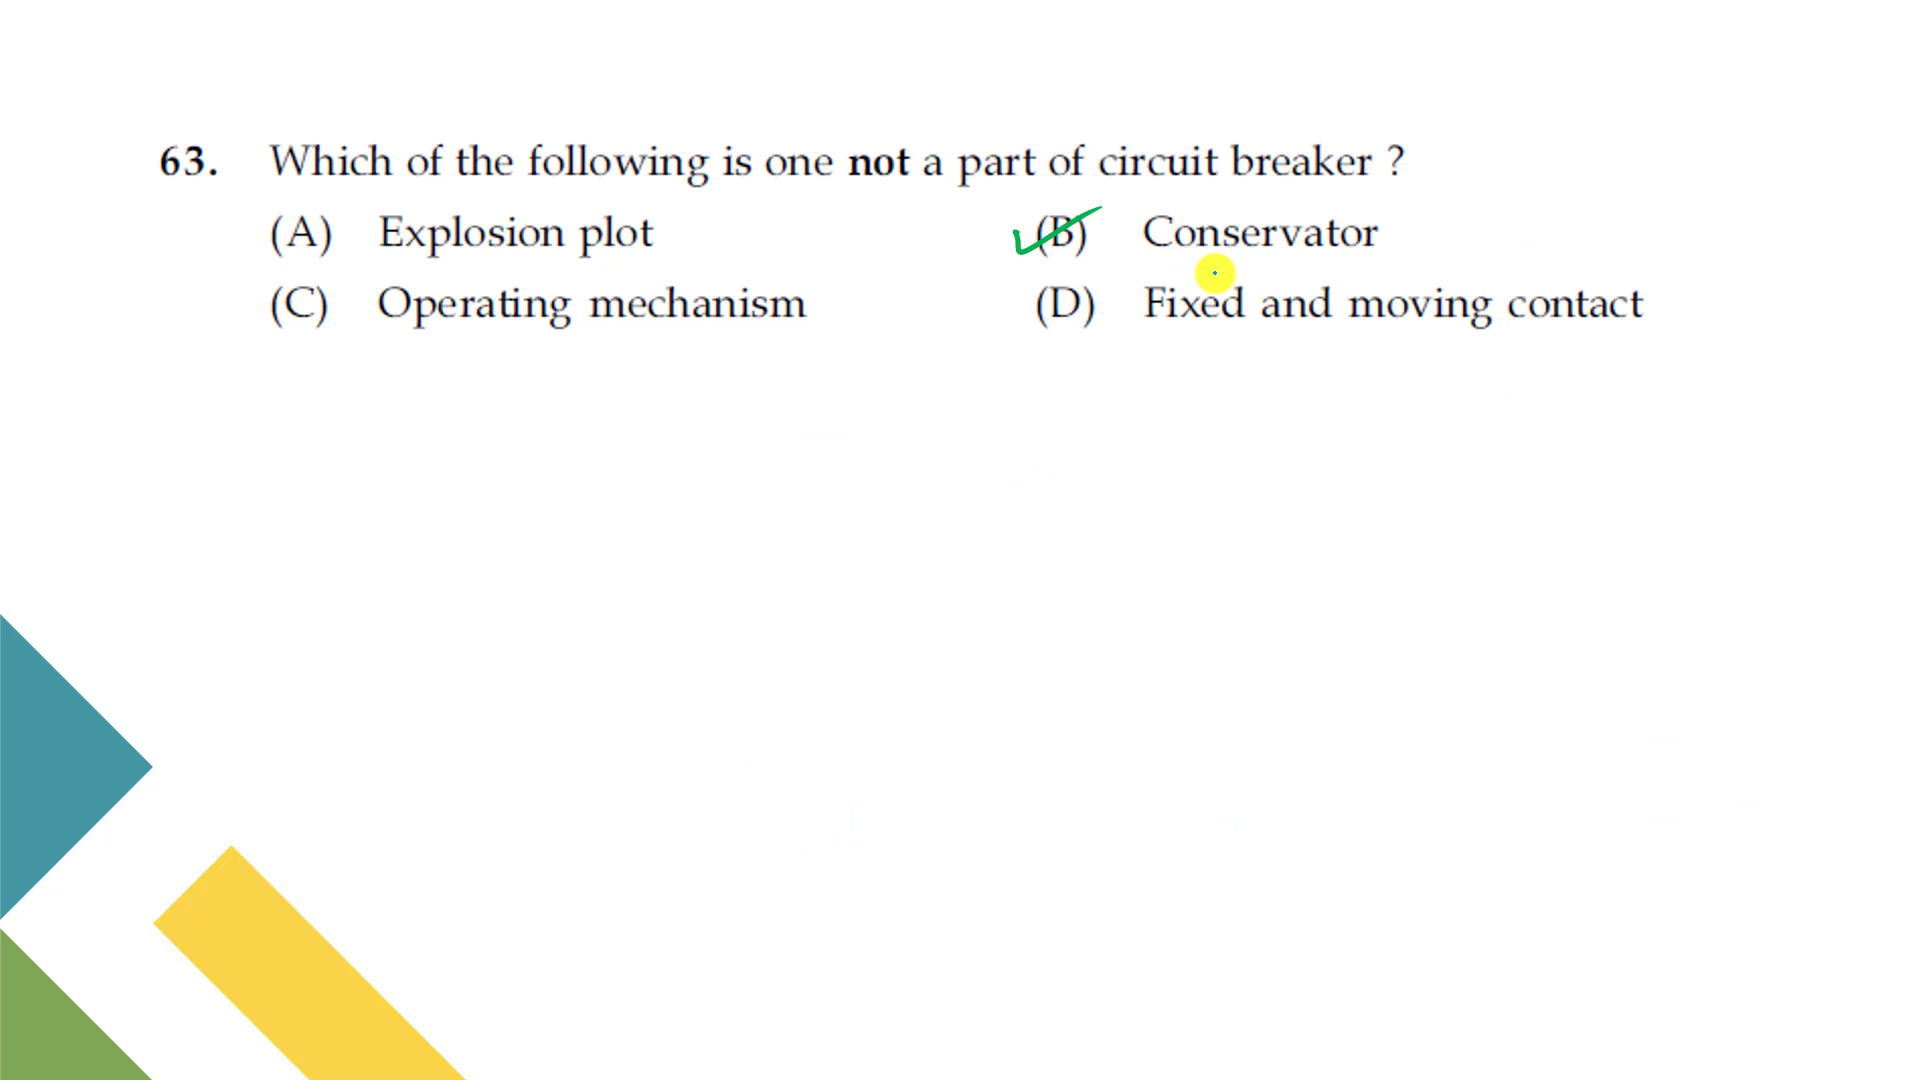 63. Which of the following is one not a part of circuit breaker ?
(A) Explosion plot (B) Conservator
(C) Operating mechanism (D) Fixed and moving contact